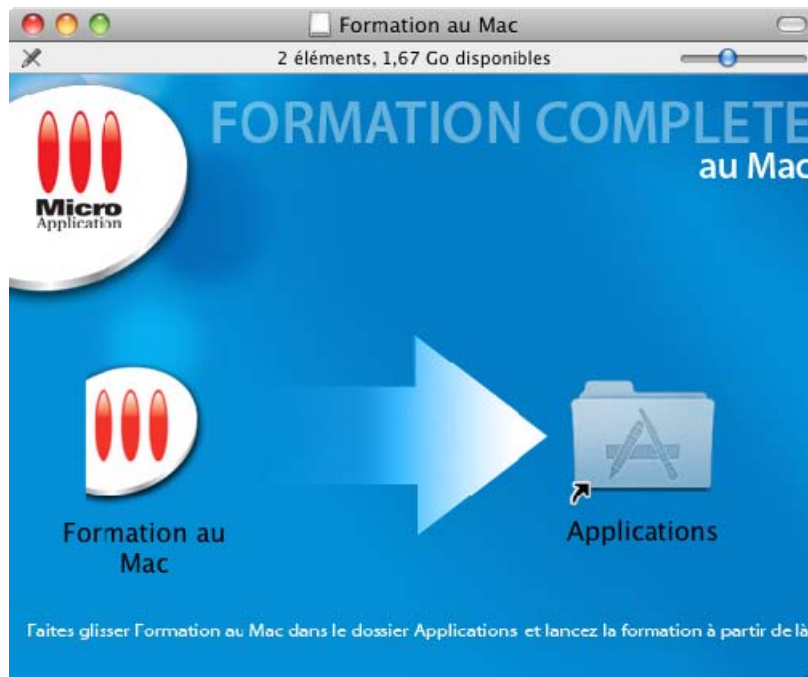 Formation au Mac
2 éléments, 1,67 Go disponibles
FORMATION COMPLETE
au Mac
Micro
Application
Formation au
Mac
Applications
Faites glisser Formation au Mac dans le dossier Applications et lancez la formation à partir de là